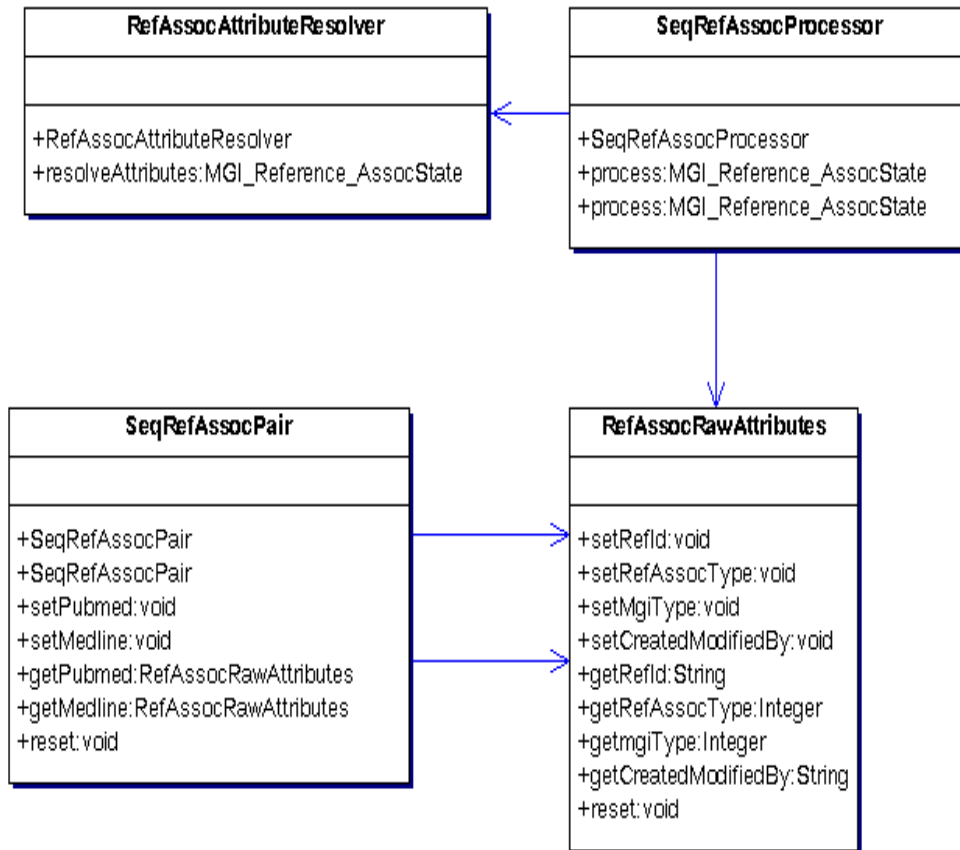 RefAssocAttributeResolver
+RefAssocAttributeResolver
+resolveAttributes:MGI_Reference_AssocState
SeqRefAssocProcessor
+SeqRefAssocProcessor
+process:MGI_Reference_AssocState
+process:MGI_Reference_AssocState
SeqRefAssocPair
+SeqRefAssocPair
+SeqRefAssocPair
+setPubmed:void
+setMedline:void
+getPubmed:RefAssocRawAttributes
+getMedline:RefAssocRawAttributes
+reset:void
RefAssocRawAttributes
+setRefId:void
+setRefAssocType:void
+setMgiType:void
+setCreatedModifiedBy:void
+getRefId:String
+getRefAssocType:Integer
+getmgiType:Integer
+getCreatedModifiedBy:String
+reset:void